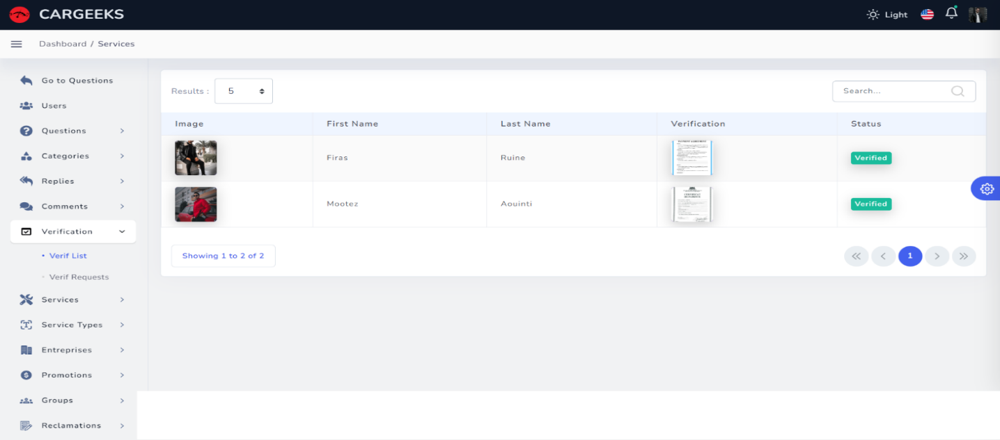 CARGEEKS
Light
Dashboard / Services
Go to Questions
Users
Questions
Categories
Replies
Comments
Verification
Verif List
Verif Requests
Services
Service Types
Entreprises
Promotions
Groups
Reclamations
Results : 5
Search...
Image First Name Last Name Verification Status
Firas Ruine PAYMENT AGREEMENT Verified
Mootez Aouinti Verified
Showing 1 to 2 of 2
1